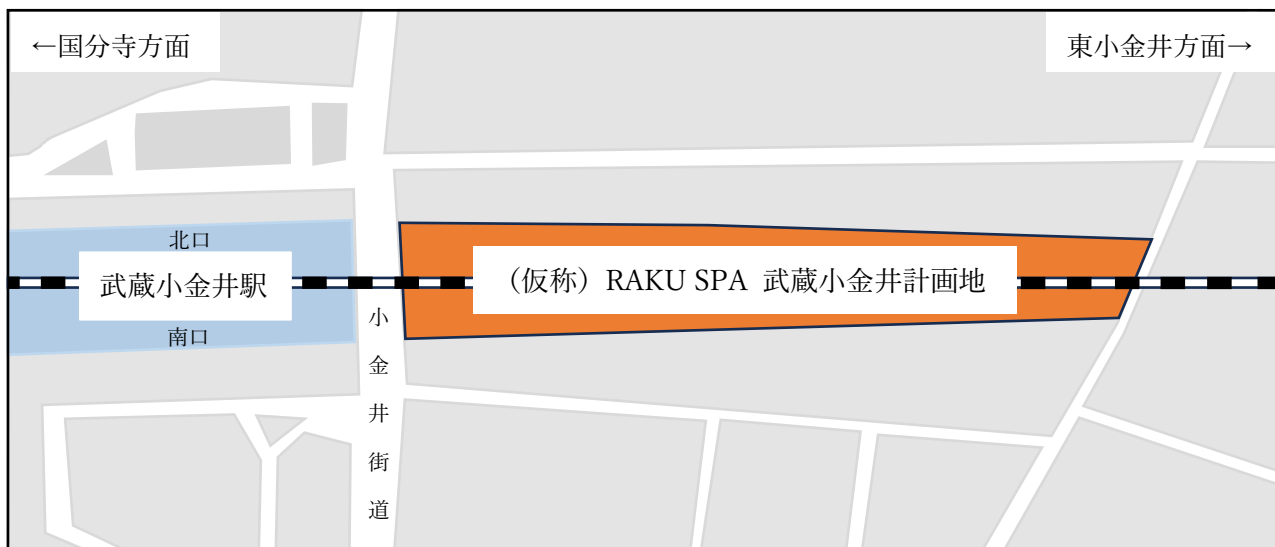 ←国分寺方面
東小金井方面→
北口
武蔵小金井駅
（仮称）RAKU SPA 武蔵小金井計画地
南口
小金井街道